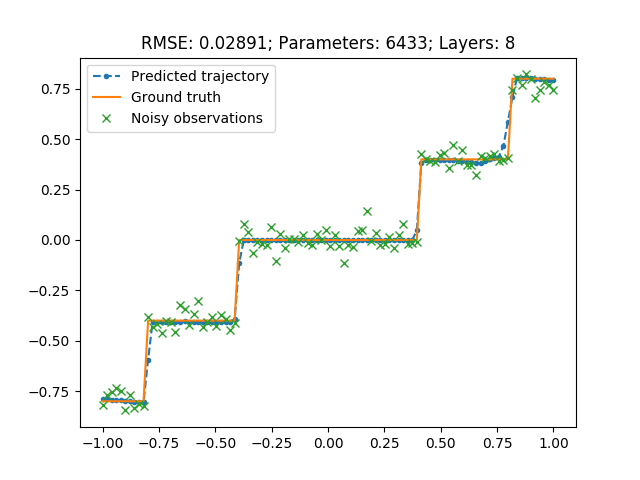 RMSE: 0.02891; Parameters: 6433; Layers: 8
Predicted trajectory
Ground truth
Noisy observations
0.75
0.50
0.25
0.00
−0.25
−0.50
−0.75
−1.00 −0.75 −0.50 −0.25 0.00 0.25 0.50 0.75 1.00